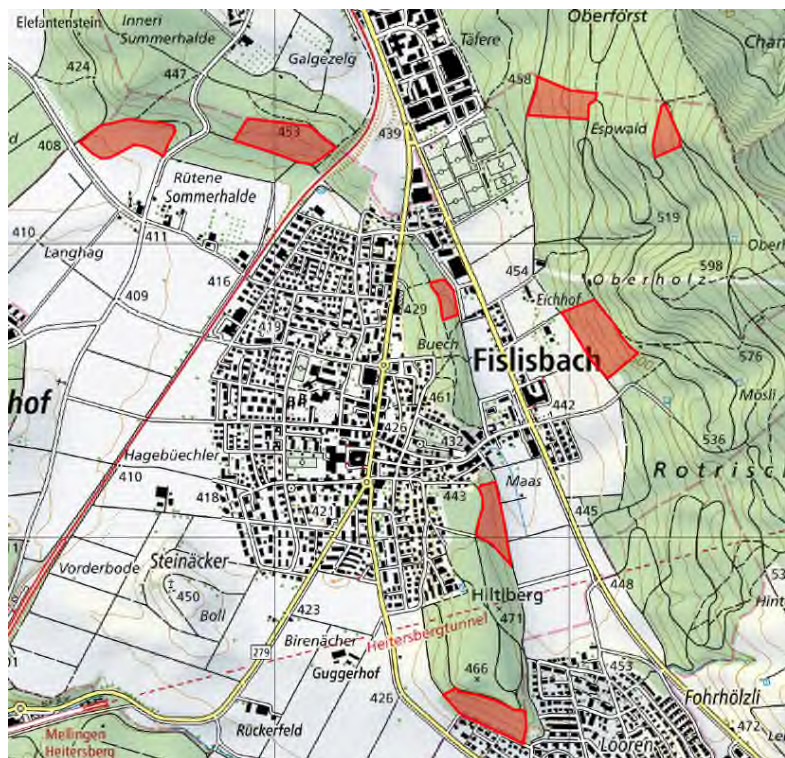 Elefantenstein
Inneri
Summerhalde
Oberförst
Galgezelg
Täfere
424
447
458
453
439
408
Espwald
Rütene
Sommerhalde
519
410
411
Langhag
454
Oberholz
598
416
409
Eichhof
429
419
Buech
Fislisbach
576
hof
461
Mösli
442
426
432
536
Hagebüechler
Rotrisch
410
443
Maas
418
421
445
Vorderbode
Steinäcker
450
Boll
Hiltiberg
448
471
423
Birenächer
Heitersbergtunnel
279
Guggerhof
466
453
426
Fohrhölzli
Rückerfeld
472
Mellingen
Heitersberg
Looren